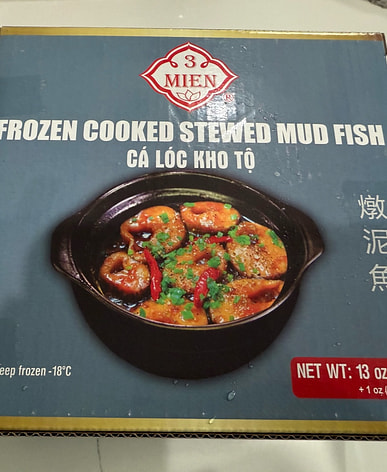 3
MIEN
®
FROZEN COOKED STEWED MUD FISH
CÁ LÓC KHO TỘ
燉
泥
魚
eep frozen -18°C
NET WT: 13 oz
+ 1 oz (